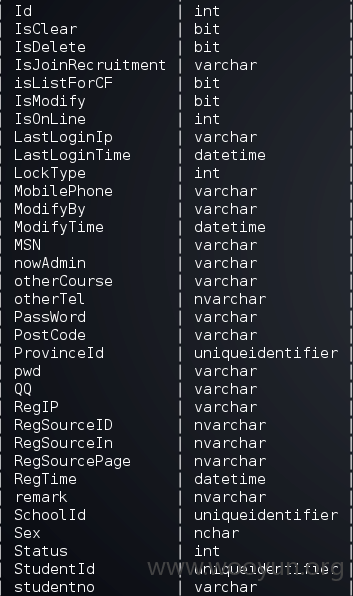 Id | int
IsClear | bit
IsDelete | bit
IsJoinRecruitment | varchar
isListForCF | bit
IsModify | bit
IsOnLine | int
LastLoginIp | varchar
LastLoginTime | datetime
LockType | int
MobilePhone | varchar
ModifyBy | varchar
ModifyTime | datetime
MSN | varchar
nowAdmin | varchar
otherCourse | varchar
otherTel | nvarchar
PassWord | varchar
PostCode | varchar
ProvinceId | uniqueidentifier
pwd | varchar
QQ | varchar
RegIP | varchar
RegSourceID | nvarchar
RegSourceIn | nvarchar
RegSourcePage | nvarchar
RegTime | datetime
remark | nvarchar
SchoolId | uniqueidentifier
Sex | nchar
Status | int
StudentId | uniqueidentifier
www.wooyun.org
studentno | varchar